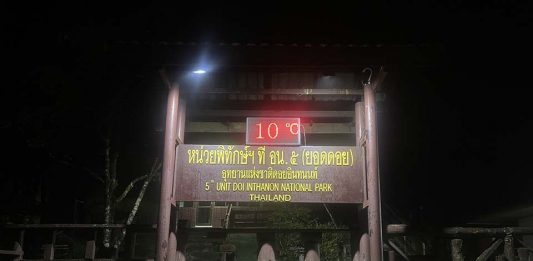 10 °C
หน่วยพิทักษ์ฯ ที่ อน. ๕ (ยอดดอย)
อุทยานแห่งชาติดอยอินทนนท์
5th UNIT DOI INTHANON NATIONAL PARK
THAILAND